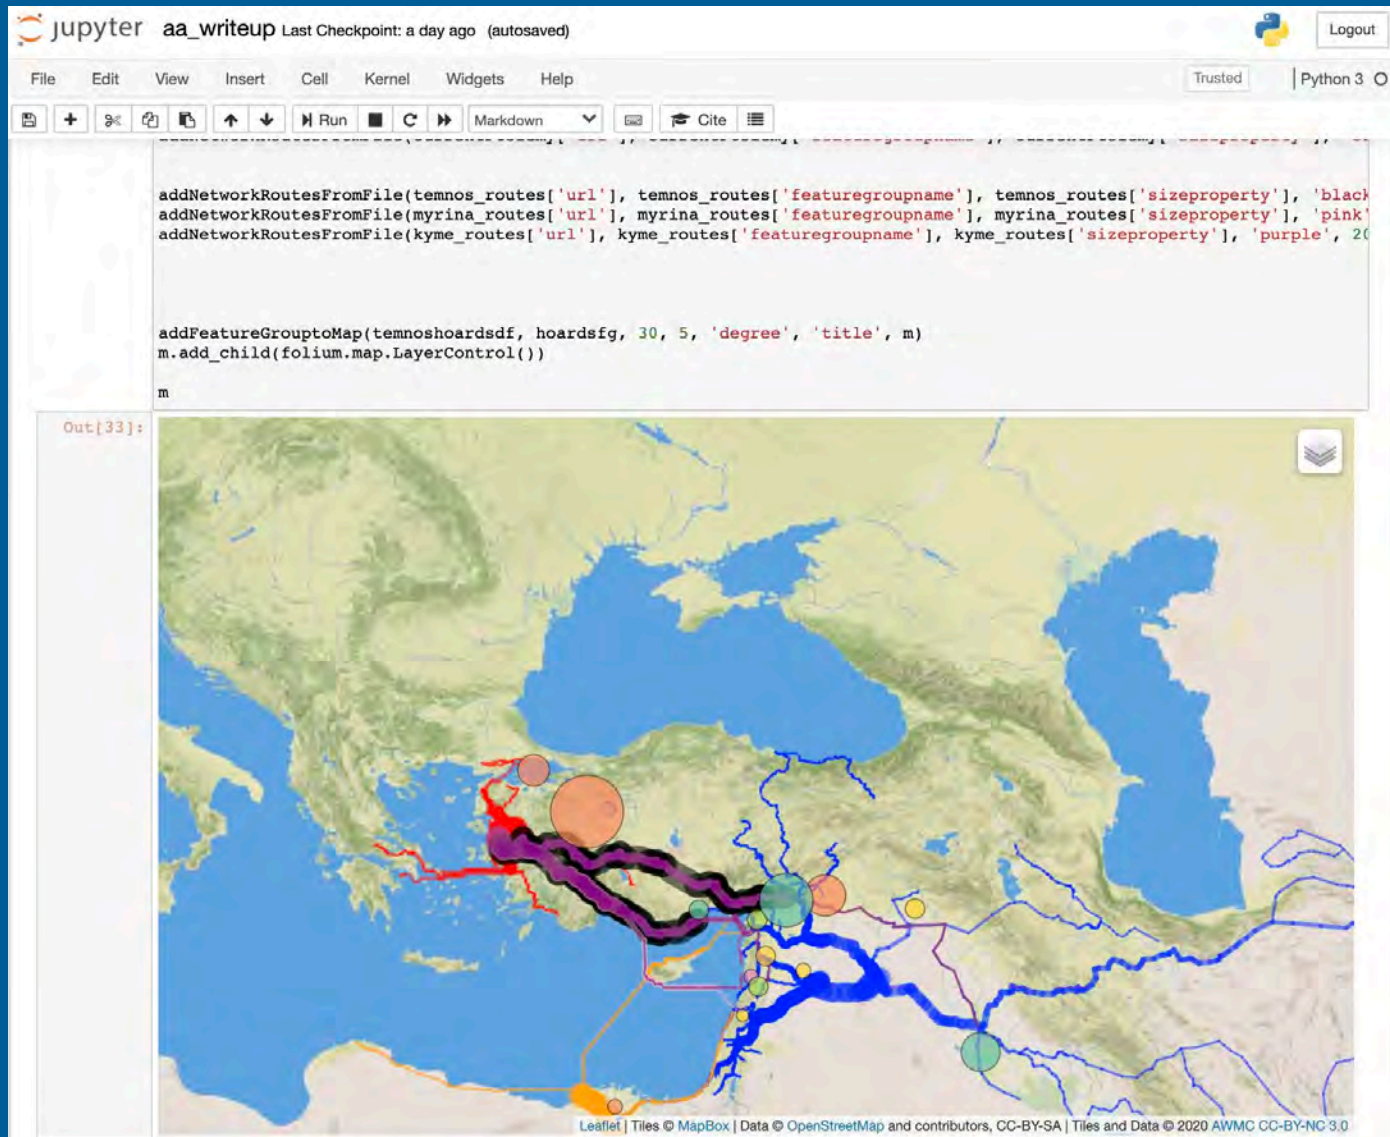 jupyter aa_writeup Last Checkpoint: a day ago (autosaved)
Logout
File Edit View Insert Cell Kernel Widgets Help
Trusted
Python 3
Run
Markdown
Cite
addNetworkRoutesFromFile(temnos_routes['url'], temnos_routes['featuregroupname'], temnos_routes['sizeproperty'], 'black
addNetworkRoutesFromFile(myrina_routes['url'], myrina_routes['featuregroupname'], myrina_routes['sizeproperty'], 'pink'
addNetworkRoutesFromFile(kyme_routes['url'], kyme_routes['featuregroupname'], kyme_routes['sizeproperty'], 'purple', 20
addFeatureGrouptoMap(temnoshoardsdf, hoardsfg, 30, 5, 'degree', 'title', m)
m.add_child(folium.map.LayerControl())
m
Out[33]:
Leaflet | Tiles © MapBox | Data © OpenStreetMap and contributors, CC-BY-SA | Tiles and Data © 2020 AWMC CC-BY-NC 3.0